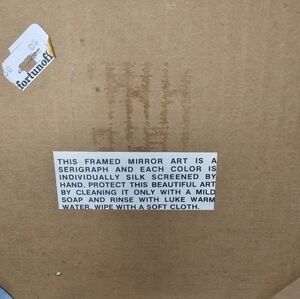 50
fortunoff
THIS FRAMED MIRROR ART IS A
SERIGRAPH AND EACH COLOR IS
INDIVIDUALLY SILK SCREENED BY
HAND. PROTECT THIS BEAUTIFUL ART
BY CLEANING IT ONLY WITH A MILD
SOAP AND RINSE WITH LUKE WARM
WATER. WIPE WITH A SOFT CLOTH.